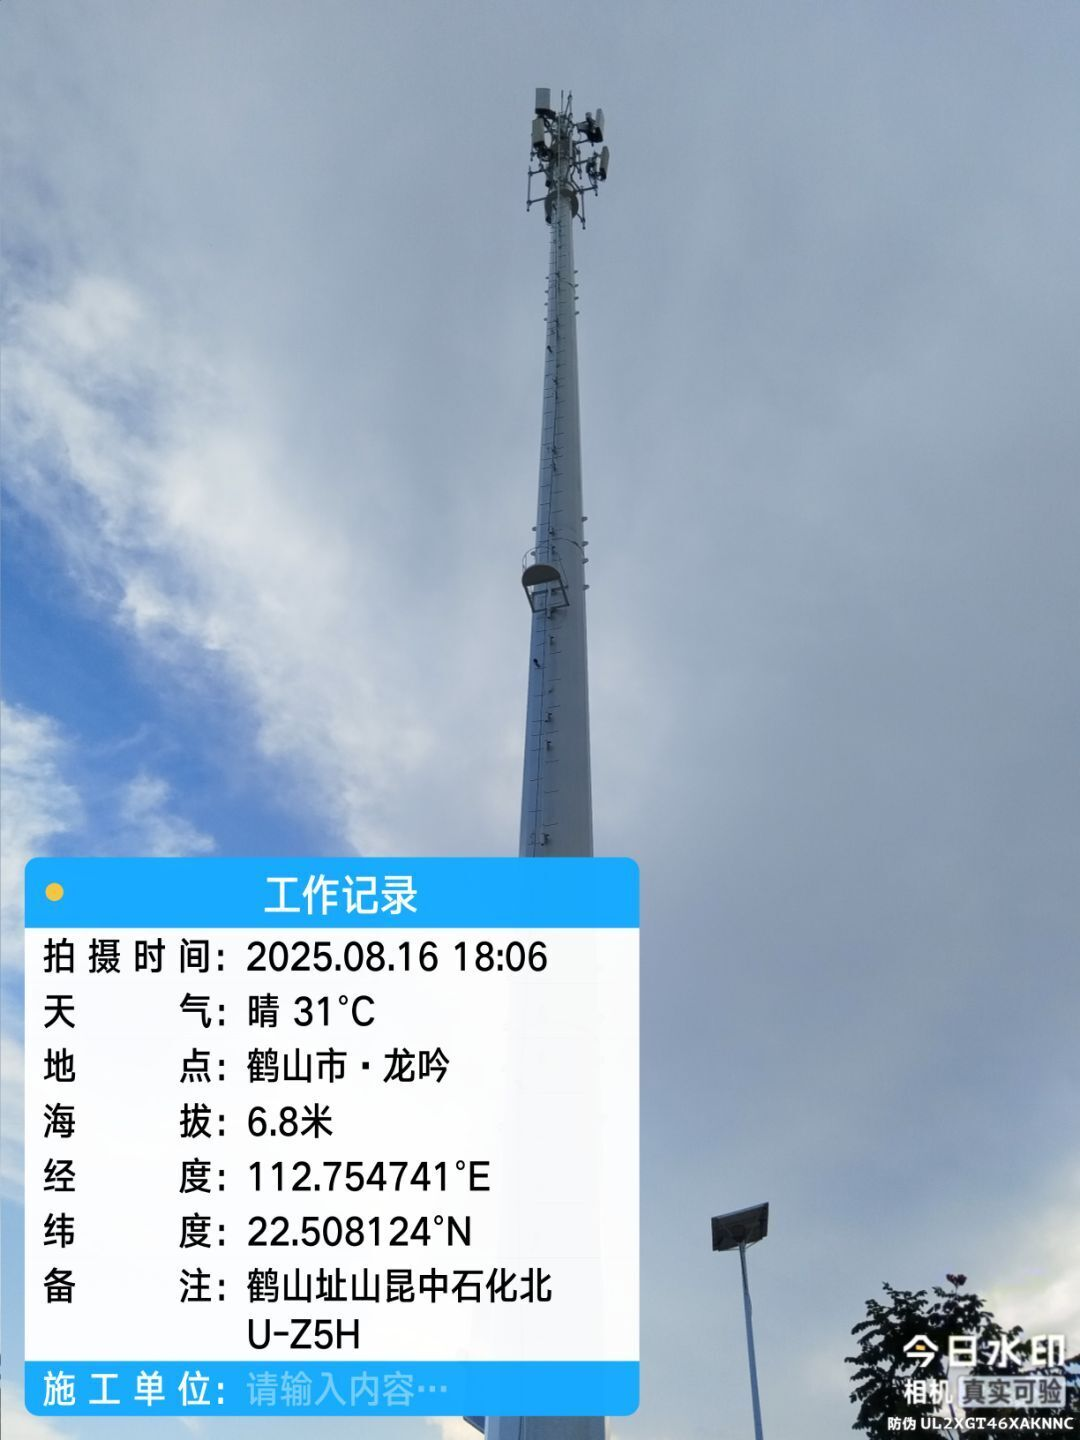 工作记录
拍摄时间：2025.08.16 18:06
天气：晴 31°C
地点：鹤山市·龙吟
海拔：6.8米
经度：112.754741°E
纬度：22.508124°N
备注：鹤山址山昆中石化北
U-Z5H
施工单位：请输入内容···
今日水印
相机 真实可验
防伪 UL2XGT46XAKNNC